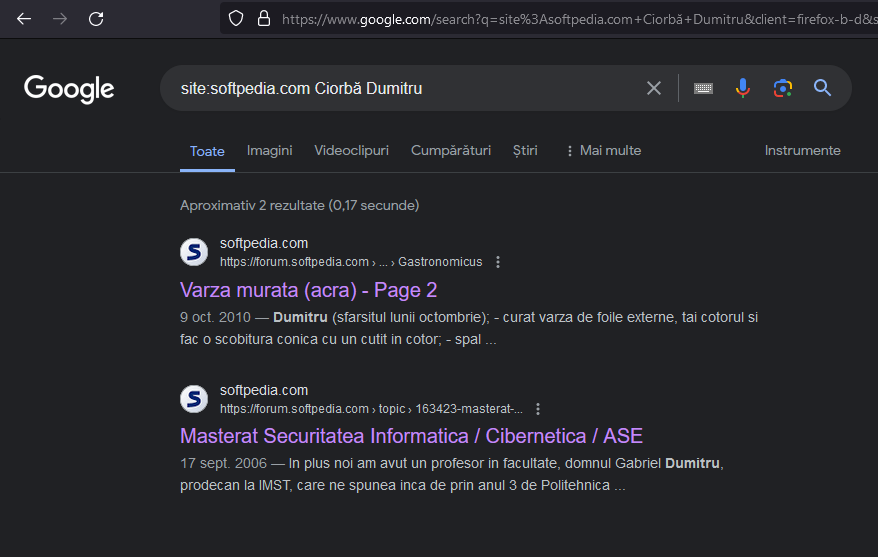 https://www.google.com/search?q=site%3Asoftpedia.com+Ciorbă+Dumitru&client=firefox-b-d&s
Google
site:softpedia.com Ciorbă Dumitru
Toate Imagini Videoclipuri Cumpărături Știri Mai multe Instrumente
Aproximativ 2 rezultate (0,17 secunde)
S
softpedia.com
https://forum.softpedia.com › ... › Gastronomicus
Varza murata (acra) - Page 2
9 oct. 2010 — Dumitru (sfarsitul lunii octombrie); - curat varza de foile externe, tai cotorul si
fac o scobitura conica cu un cutit in cotor; - spal ...
S
softpedia.com
https://forum.softpedia.com › topic › 163423-masterat-...
Masterat Securitatea Informatica / Cibernetica / ASE
17 sept. 2006 — In plus noi am avut un profesor in facultate, domnul Gabriel Dumitru,
prodecan la IMST, care ne spunea inca de prin anul 3 de Politehnica ...